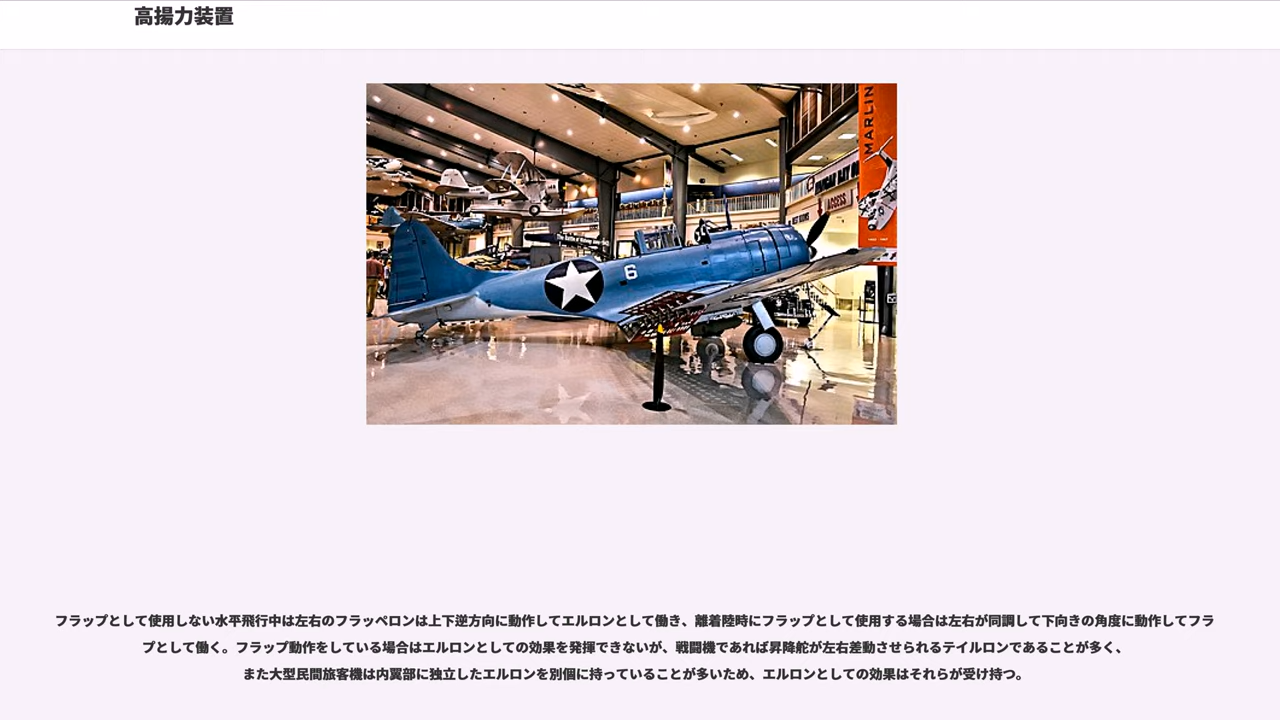 高揚力装置
MARLIN
ACCESS
6
フラップとして使用しない水平飛行中は左右のフラッペロンは上下逆方向に動作してエルロンとして働き、離着陸時にフラップとして使用する場合は左右が同調して下向きの角度に動作してフラ
プとして働く。フラップ動作をしている場合はエルロンとしての効果を発揮できないが、戦闘機であれば昇降舵が左右差動させられるテイルロンであることが多く、
また大型民間旅客機は内翼部に独立したエルロンを別個に持っていることが多いため、エルロンとしての効果はそれらが受け持つ。